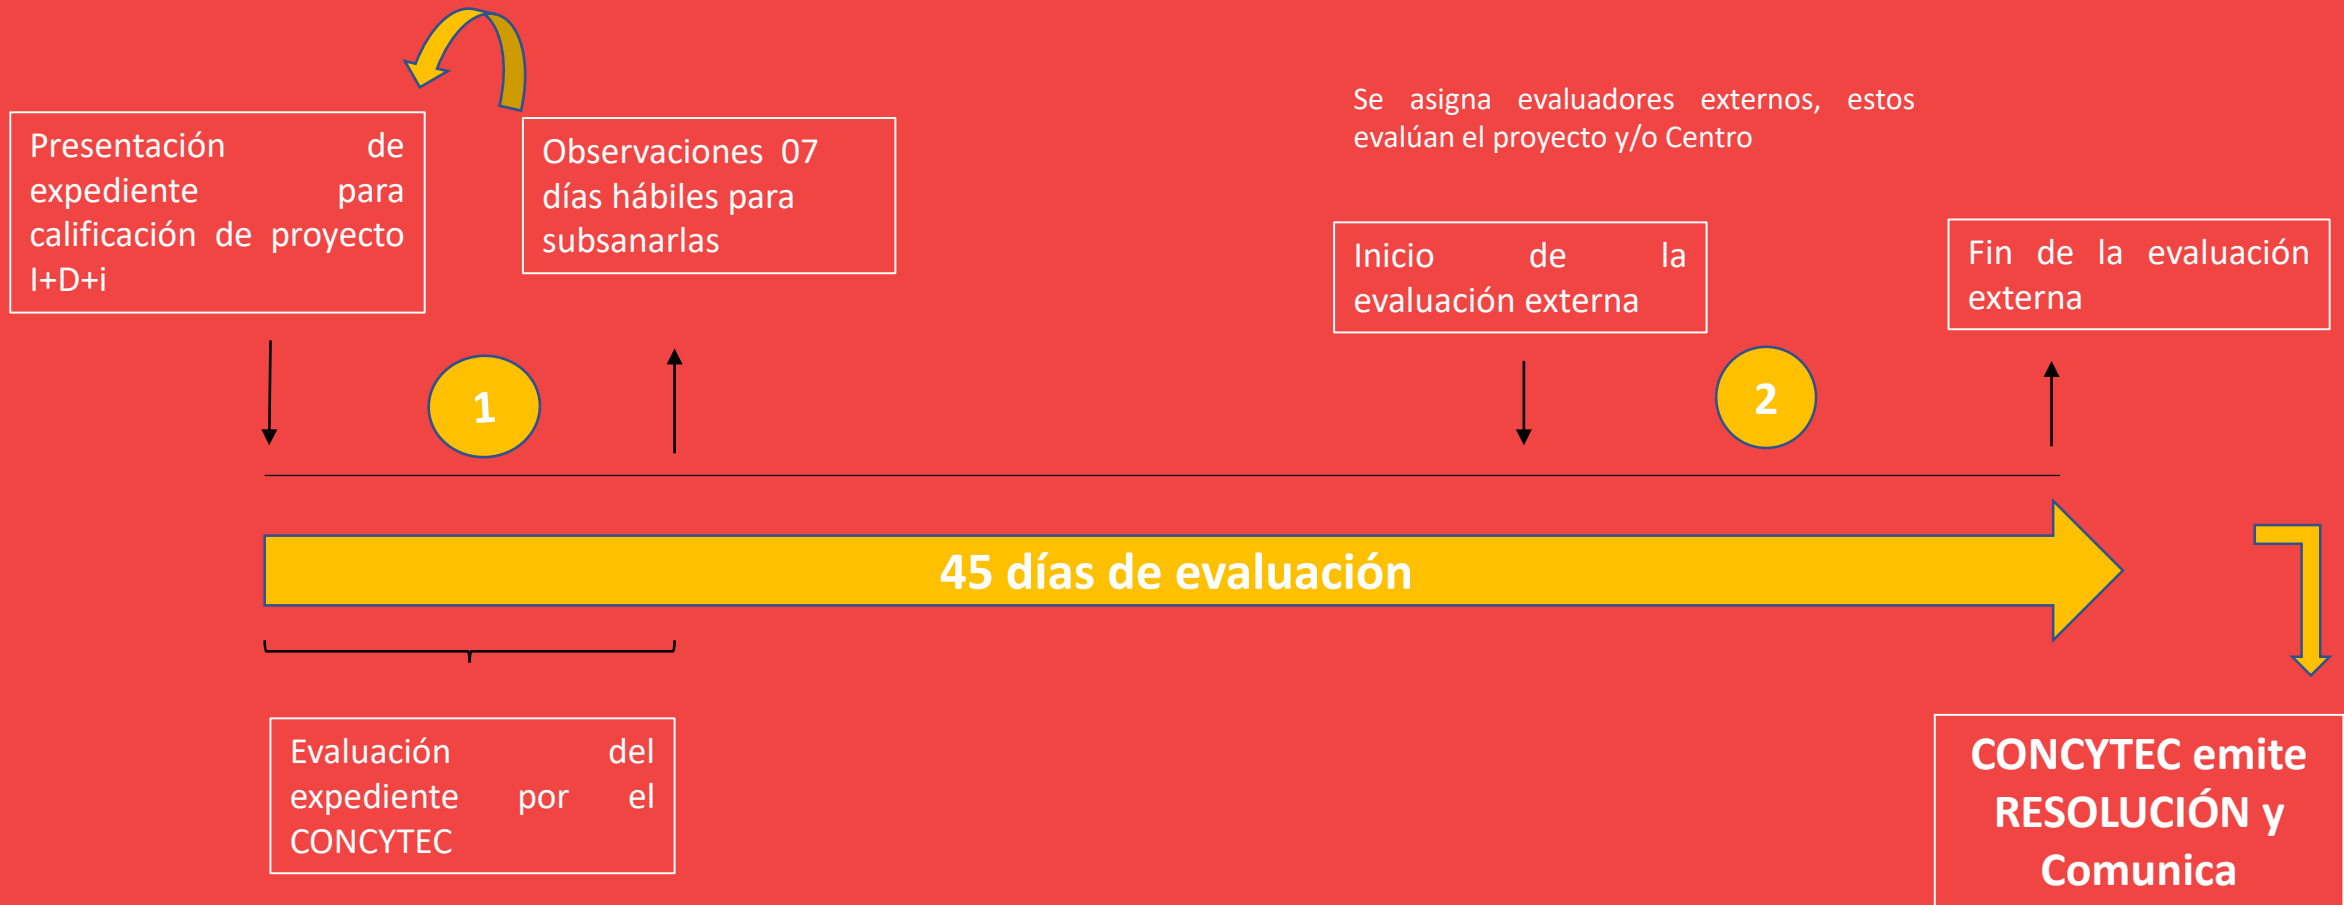 Presentación de
expediente para
calificación de proyecto
I+D+i
Observaciones 07
días hábiles para
subsanarlas
Se asigna evaluadores externos, estos
evalúan el proyecto y/o Centro
Inicio de la
evaluación externa
Fin de la evaluación
externa
1
2
45 días de evaluación
Evaluación del
expediente por el
CONCYTEC
CONCYTEC emite
RESOLUCIÓN y
Comunica